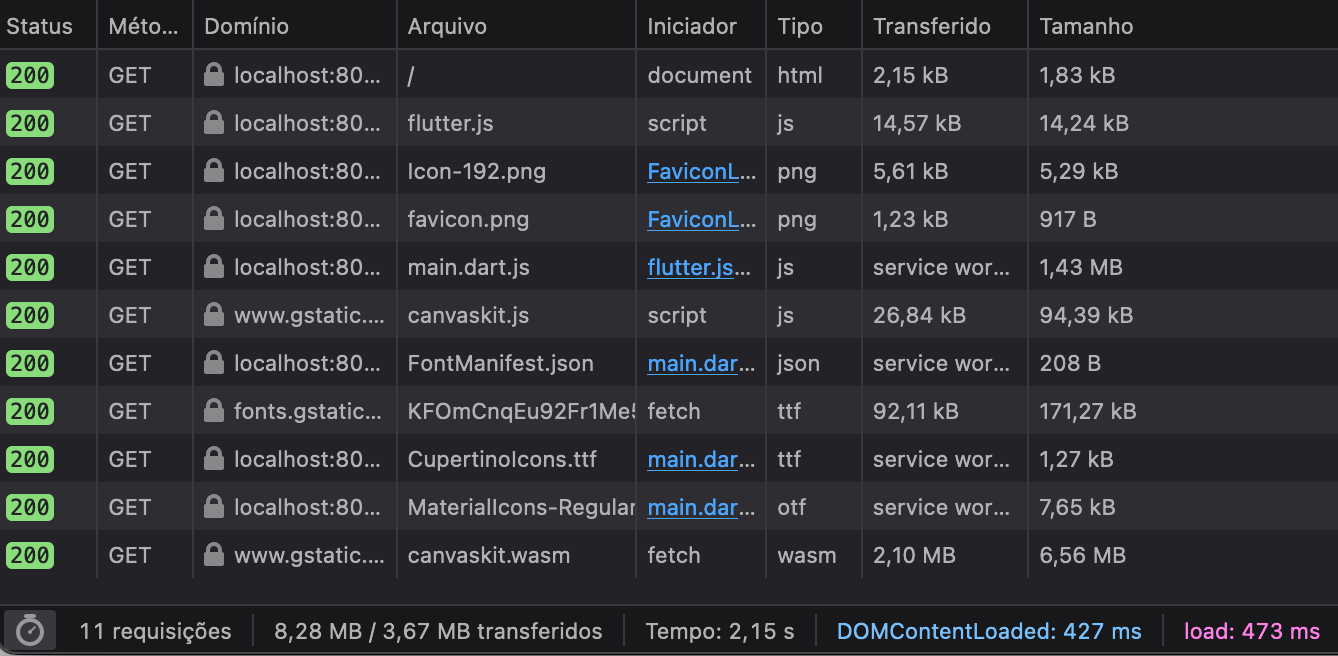 Status Méto... Domínio Arquivo Iniciador Tipo Transferido Tamanho
200 GET localhost:80... / document html 2,15 kB 1,83 kB
200 GET localhost:80... flutter.js script js 14,57 kB 14,24 kB
200 GET localhost:80... Icon-192.png FaviconL... png 5,61 kB 5,29 kB
200 GET localhost:80... favicon.png FaviconL... png 1,23 kB 917 B
200 GET localhost:80... main.dart.js flutter.js... js service wor... 1,43 MB
200 GET www.gstatic.... canvaskit.js script js 26,84 kB 94,39 kB
200 GET localhost:80... FontManifest.json main.dar... json service wor... 208 B
200 GET fonts.gstatic... KFOmCnqEu92Fr1Me5 fetch ttf 92,11 kB 171,27 kB
200 GET localhost:80... CupertinoIcons.ttf main.dar... ttf service wor... 1,27 kB
200 GET localhost:80... MaterialIcons-Regular main.dar... otf service wor... 7,65 kB
200 GET www.gstatic.... canvaskit.wasm fetch wasm 2,10 MB 6,56 MB
11 requisições 8,28 MB / 3,67 MB transferidos Tempo: 2,15 s DOMContentLoaded: 427 ms load: 473 ms